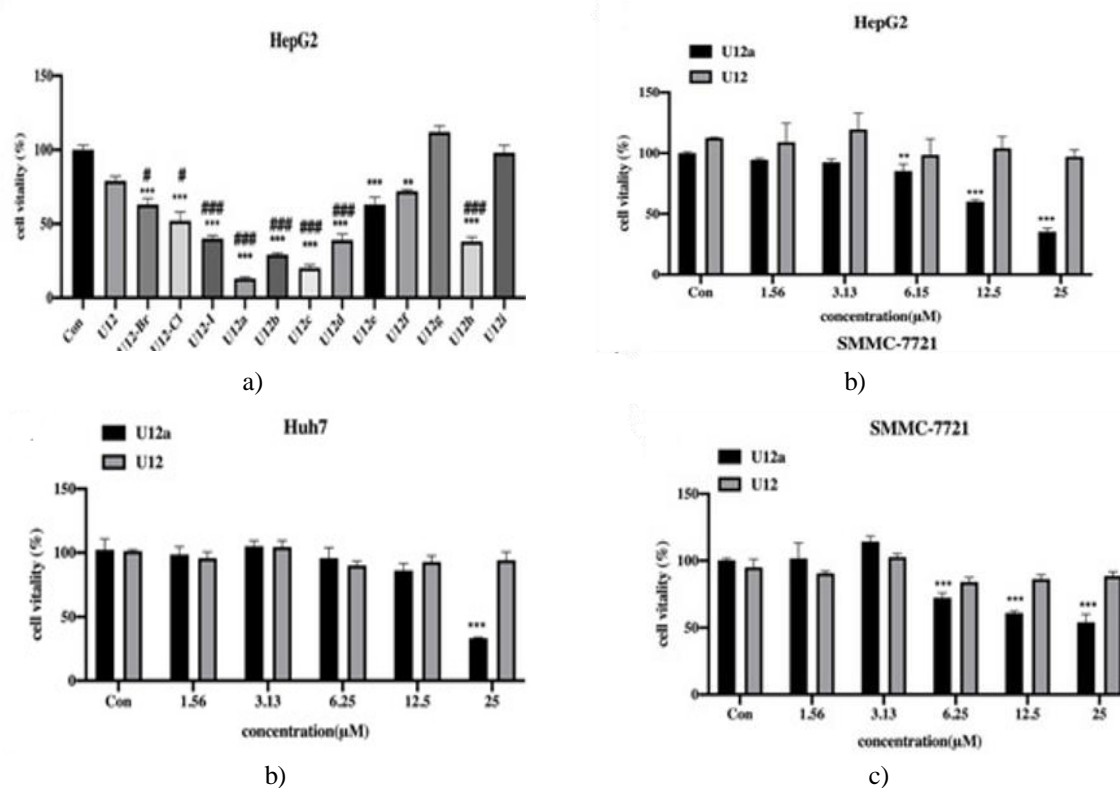 HepG2
cell vitality (%)
150
100
50
0
#
***
#
***
###
***
###
***
###
***
###
***
###
***
***
**
###
***
Con
U12
U12-Br
U12-Cl
U12-I
U12a
U12b
U12c
U12d
U12e
U12f
U12g
U12h
U12i
a)
HepG2
U12a
U12
cell vitality (%)
150
100
50
0
**
***
***
Con 1.56 3.13 6.15 12.5 25
concentration(μM)
SMMC-7721
b)
Huh7
U12a
U12
cell vitality (%)
150
100
50
0
***
Con 1.56 3.13 6.25 12.5 25
concentration(μM)
b)
SMMC-7721
U12a
U12
cell vitality (%)
150
100
50
0
***
***
***
Con 1.56 3.13 6.25 12.5 25
concentration(μM)
c)